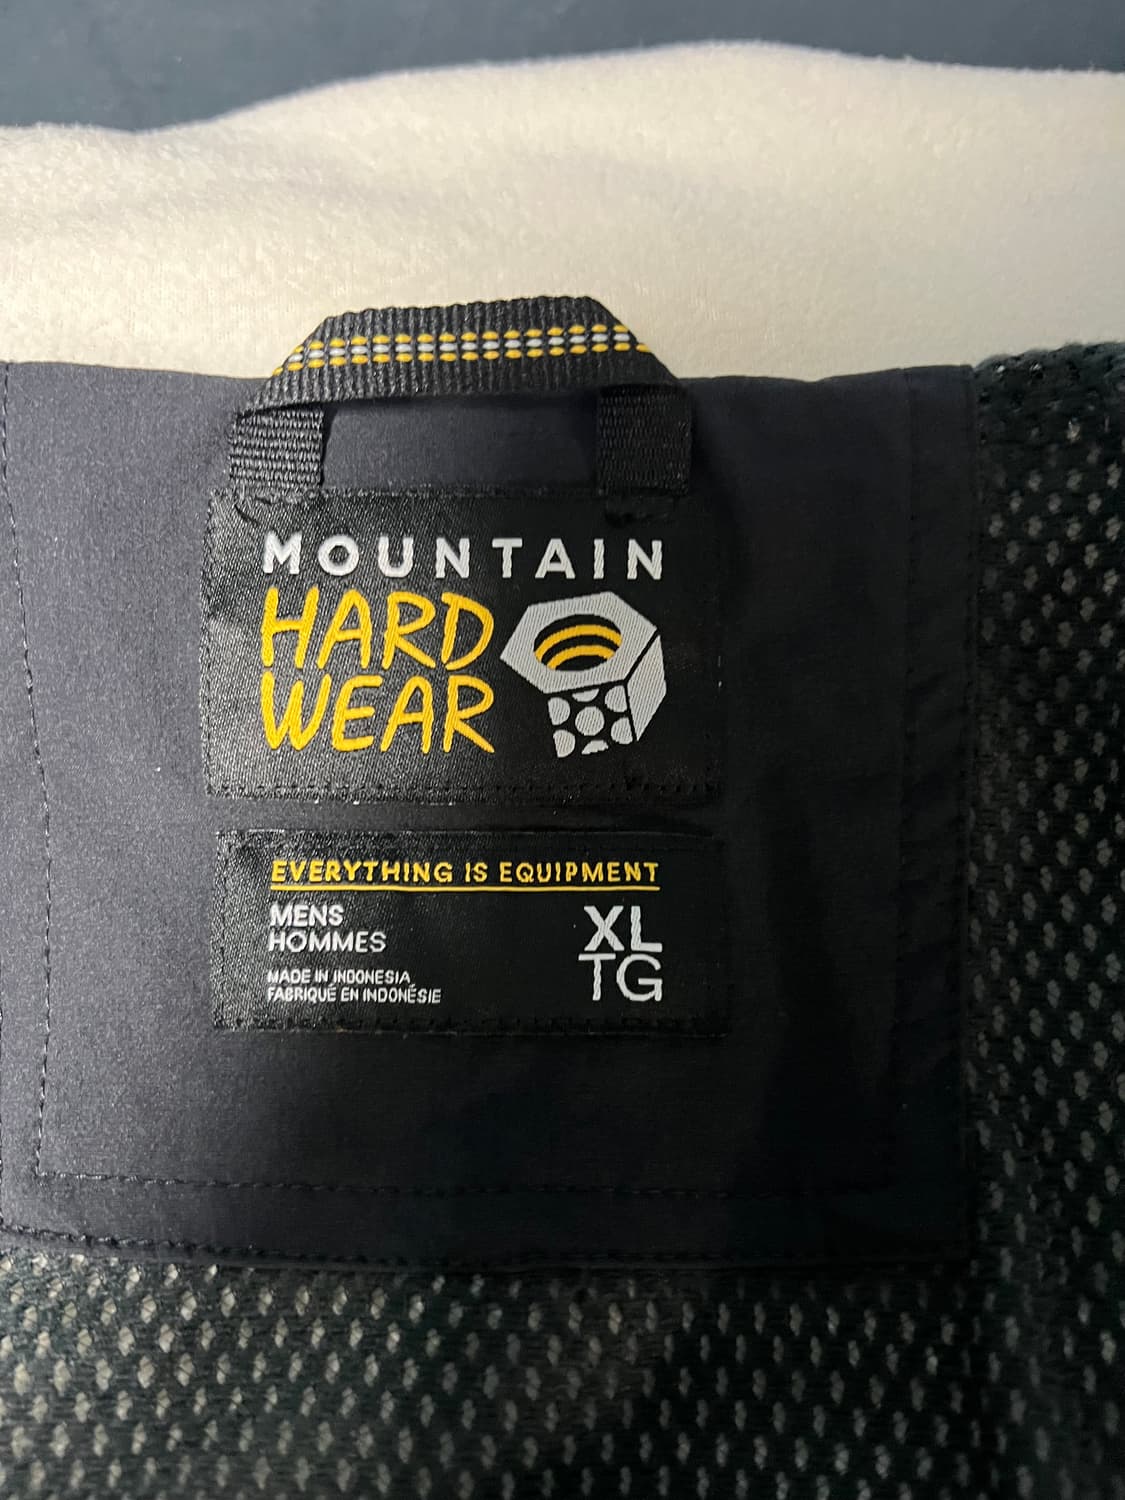 MOUNTAIN
HARD
WEAR
EVERYTHING IS EQUIPMENT
MENS
HOMMES
XL
TG
MADE IN INDONESIA
FABRIQUÉ EN INDONÉSIE